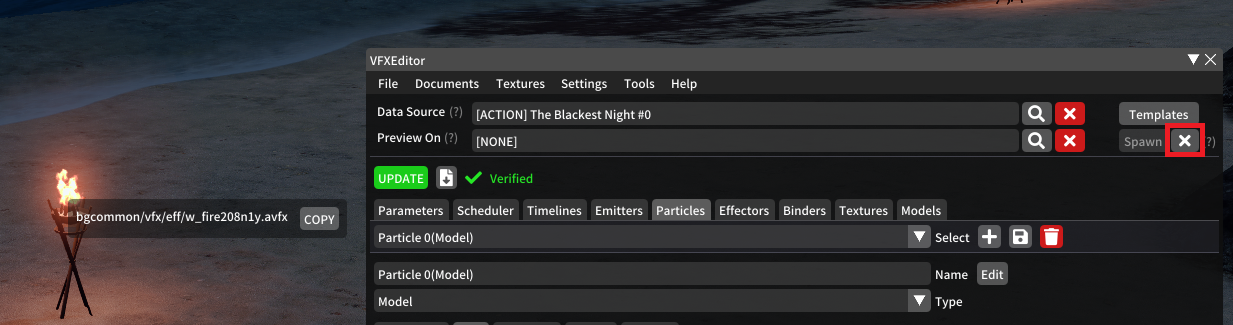 VFXEditor
File Documents Textures Settings Tools Help
Data Source (?) [ACTION] The Blackest Night #0 Templates
Preview On (?) [NONE] Spawn ?)
UPDATE Verified
Parameters Scheduler Timelines Emitters Particles Effectors Binders Textures Models
bgcommon/vfx/eff/w_fire208n1y.avfx COPY
Particle 0(Model) Select
Particle 0(Model) Name Edit
Model Type